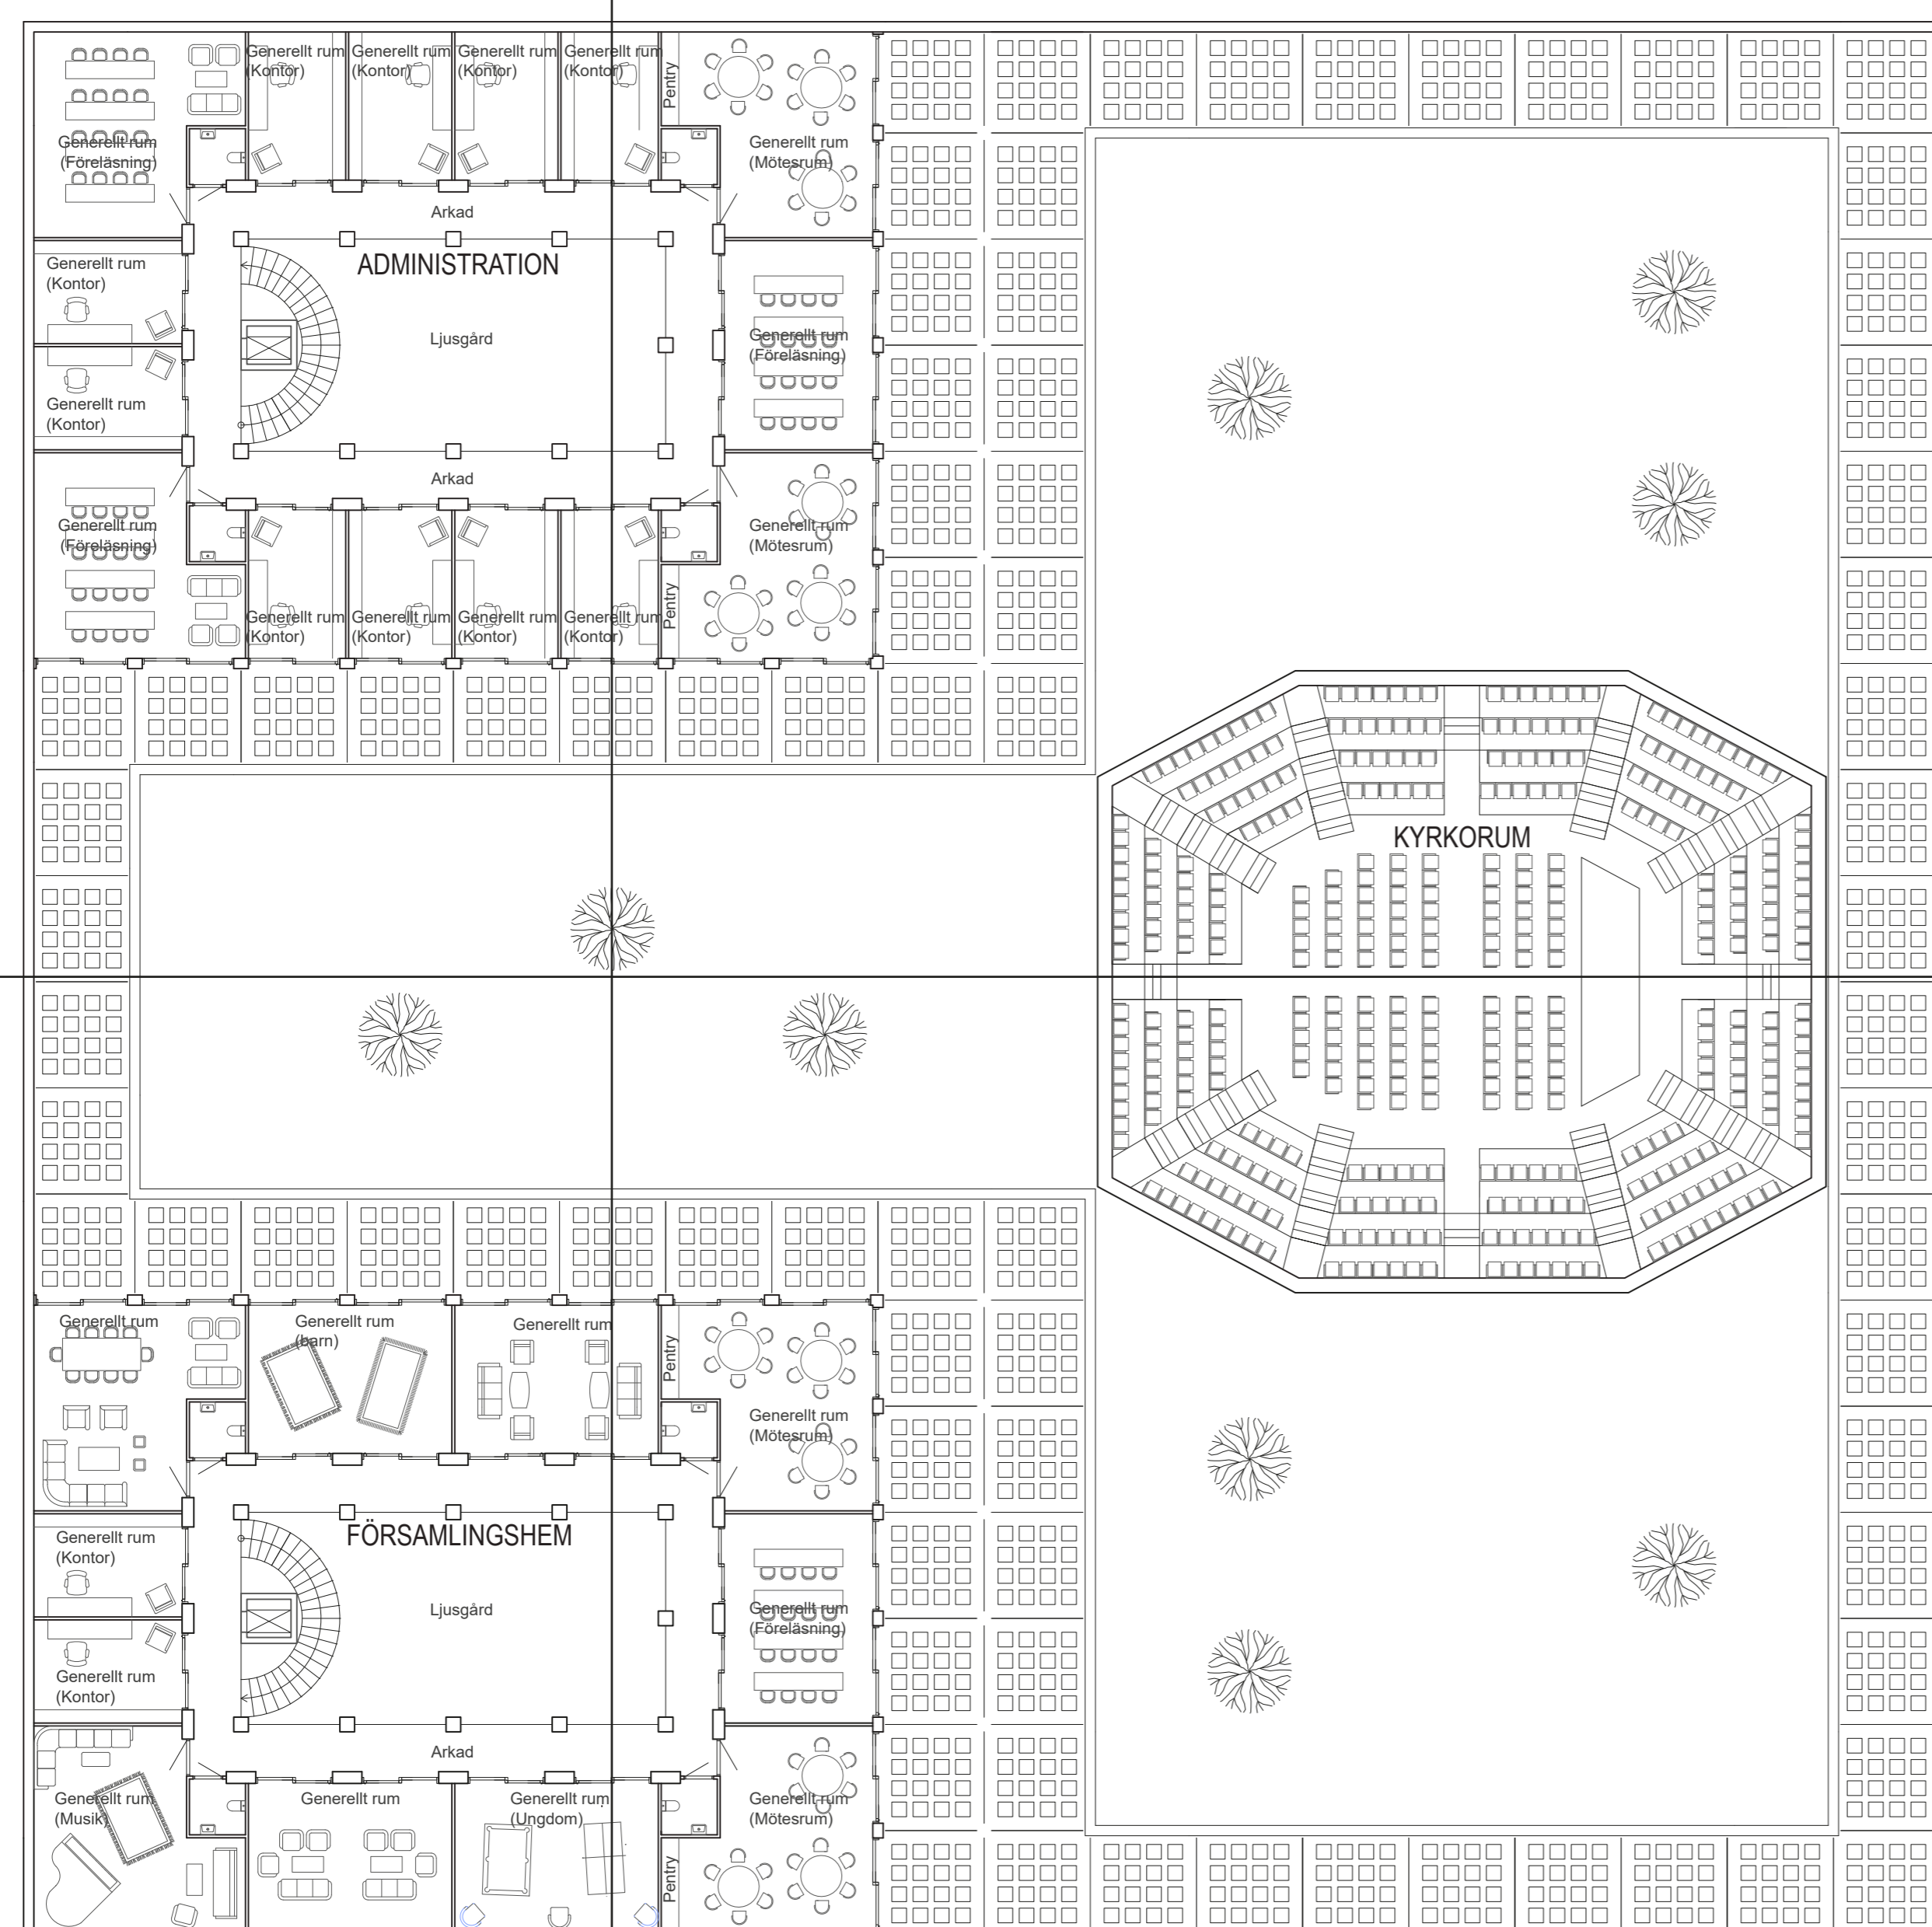 Generellt rum
(Kontor)
Generellt rum
(Kontor)
Generellt rum
(Kontor)
Generellt rum
(Kontor)
Pentry
Generellt rum
(Föreläsning)
Generellt rum
(Mötesrum)
Arkad
ADMINISTRATION
Generellt rum
(Kontor)
Ljusgård
Generellt rum
(Föreläsning)
Generellt rum
(Kontor)
Arkad
Generellt rum
(Föreläsning)
Generellt rum
(Mötesrum)
Generellt rum
(Kontor)
Generellt rum
(Kontor)
Generellt rum
(Kontor)
Generellt rum
(Kontor)
Pentry
KYRKORUM
Generellt rum
Generellt rum
(barn)
Generellt rum
Pentry
Generellt rum
(Mötesrum)
FÖRSAMLINGSHEM
Generellt rum
(Kontor)
Ljusgård
Generellt rum
(Föreläsning)
Generellt rum
(Kontor)
Arkad
Generellt rum
(Musik)
Generellt rum
Generellt rum
(Ungdom)
Generellt rum
(Mötesrum)
Pentry